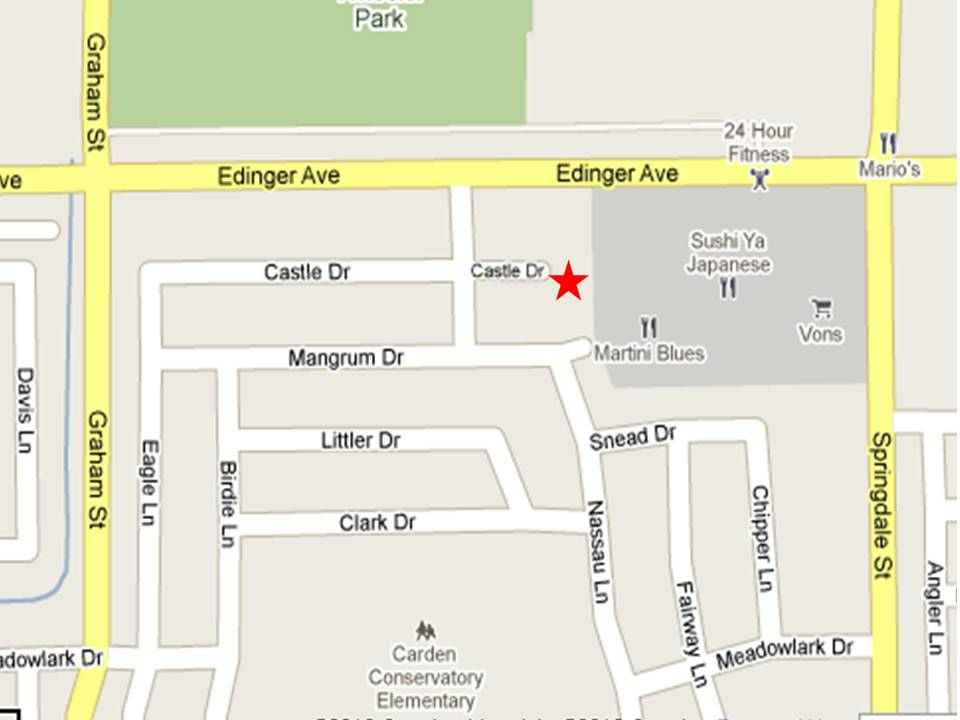 Park
Graham St
24 Hour
Fitness
Mario's
ve
Edinger Ave
Edinger Ave
Sushi Ya
Japanese
Castle Dr
Castle Dr
Vons
Martini Blues
Mangrum Dr
Davis Ln
Graham St
Eagle Ln
Birdie Ln
Littler Dr
Snead Dr
Springdale St
Clark Dr
Nassau Ln
Chipper Ln
Fairway Ln
Angler Ln
adowlark Dr
Meadowlark Dr
Carden
Conservatory
Elementary